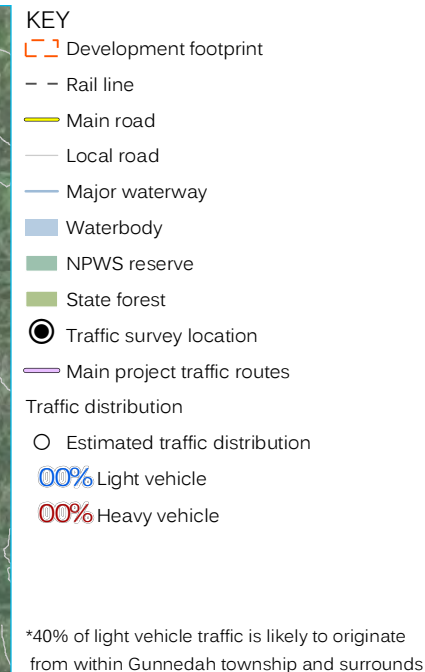 KEY
Development footprint
Rail line
Main road
Local road
Major waterway
Waterbody
NPWS reserve
State forest
Traffic survey location
Main project traffic routes
Traffic distribution
Estimated traffic distribution
00% Light vehicle
00% Heavy vehicle
*40% of light vehicle traffic is likely to originate
from within Gunnedah township and surrounds